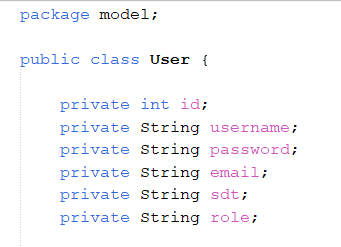 package model;
public class User {
private int id;
private String username;
private String password;
private String email;
private String sdt;
private String role;